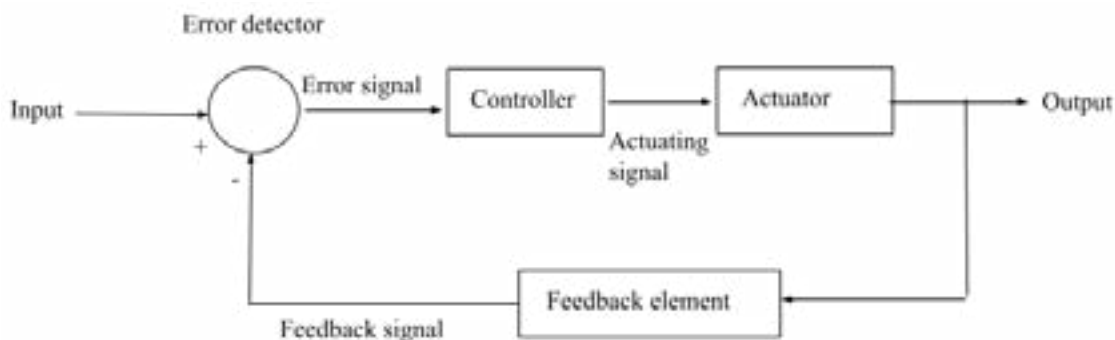 Error detector
Error signal
Input
Controller
Actuator
Output
+
Actuating
signal
-
Feedback element
Feedback signal